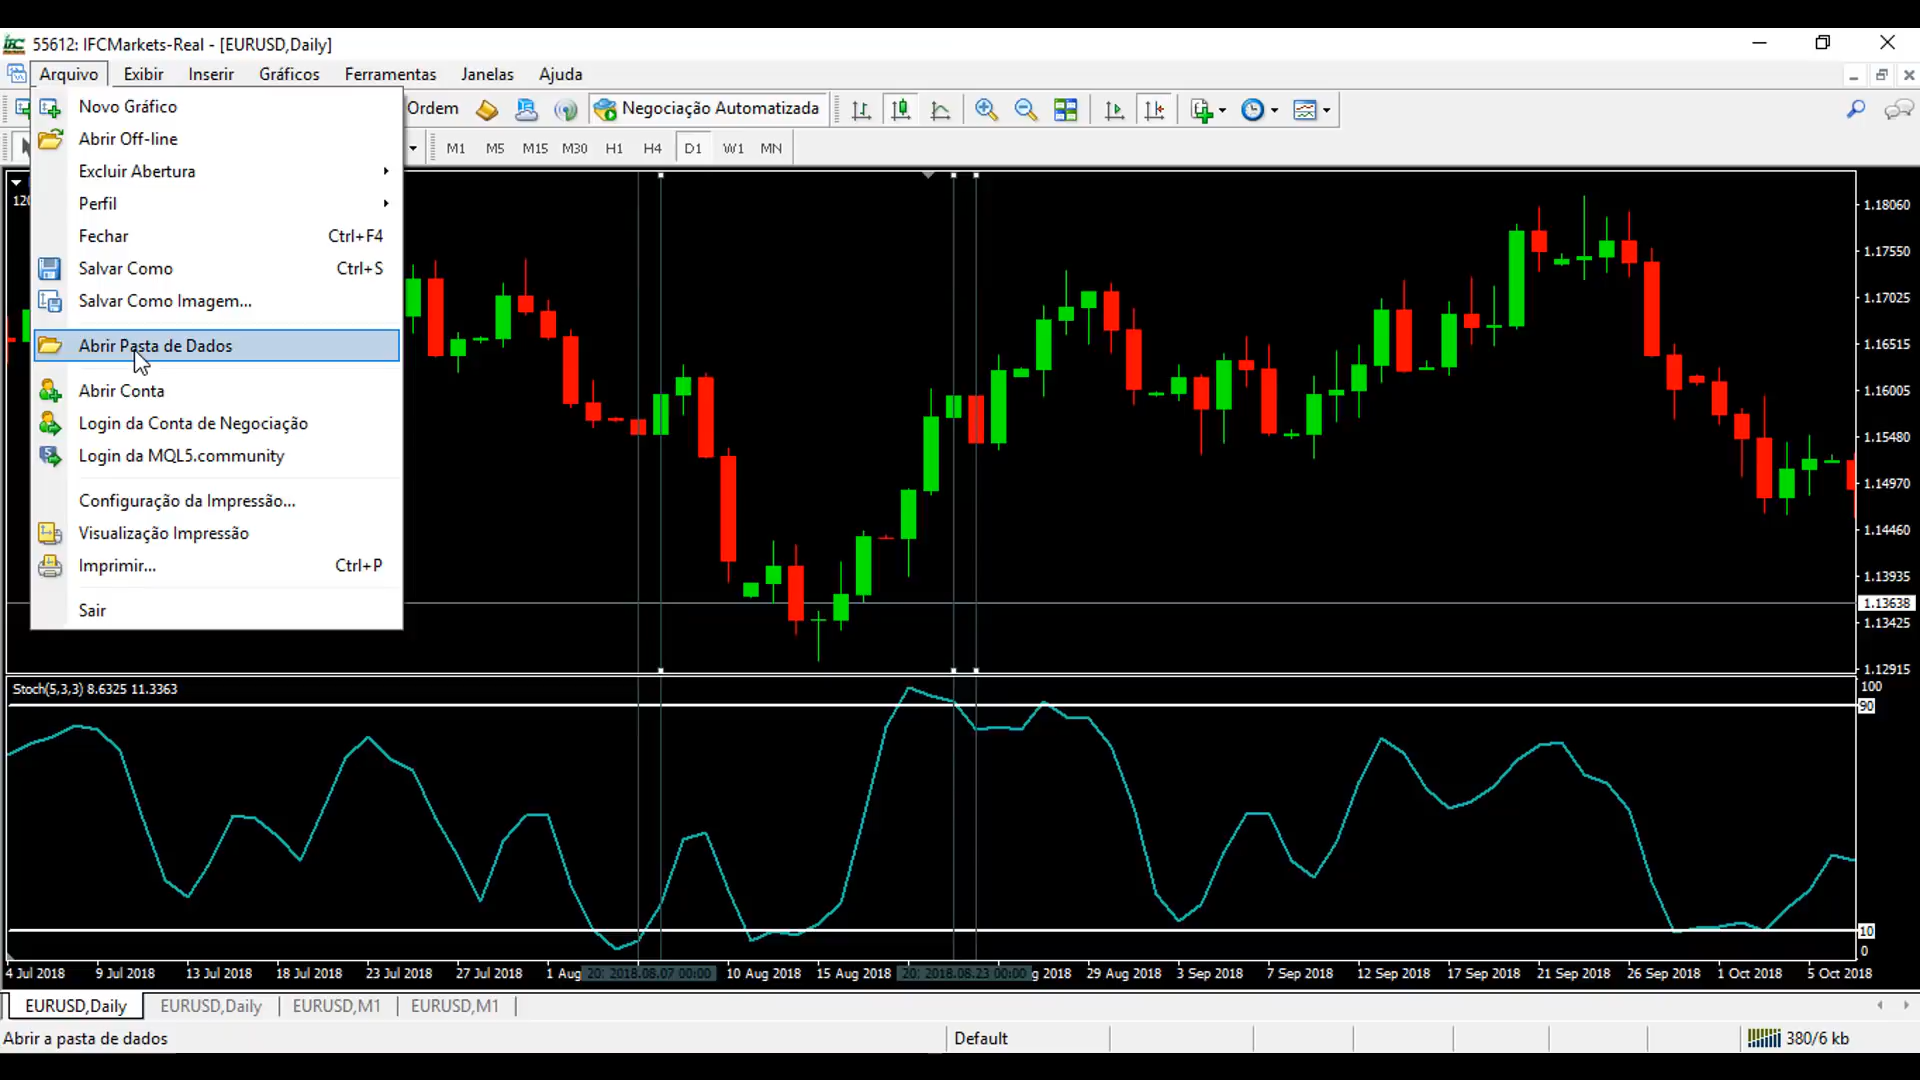 55612: IFCMarkets-Real - [EURUSD,Daily]
Arquivo Exibir Inserir Gráficos Ferramentas Janelas Ajuda
Novo Gráfico
Abrir Off-line
Excluir Abertura
Perfil
Fechar Ctrl+F4
Salvar Como Ctrl+S
Salvar Como Imagem...
Abrir Pasta de Dados
Abrir Conta
Login da Conta de Negociação
Login da MQL5.community
Configuração da Impressão...
Visualização Impressão
Imprimir... Ctrl+P
Sair
Ordem Negociação Automatizada
M1 M5 M15 M30 H1 H4 D1 W1 MN
1.18060
1.17550
1.17025
1.16515
1.16005
1.15480
1.14970
1.14460
1.13935
1.13638
1.13425
1.12915
Stoch(5,3,3) 8.6325 11.3363
100
90
10
0
4 Jul 2018 9 Jul 2018 13 Jul 2018 18 Jul 2018 23 Jul 2018 27 Jul 2018 1 Aug 20: 2018.08.07 00:00 10 Aug 2018 15 Aug 2018 20: 2018.08.23 00:00 g 2018 29 Aug 2018 3 Sep 2018 7 Sep 2018 12 Sep 2018 17 Sep 2018 21 Sep 2018 26 Sep 2018 1 Oct 2018 5 Oct 2018
EURUSD,Daily EURUSD,Daily EURUSD,M1 EURUSD,M1
Abrir a pasta de dados Default 380/6 kb